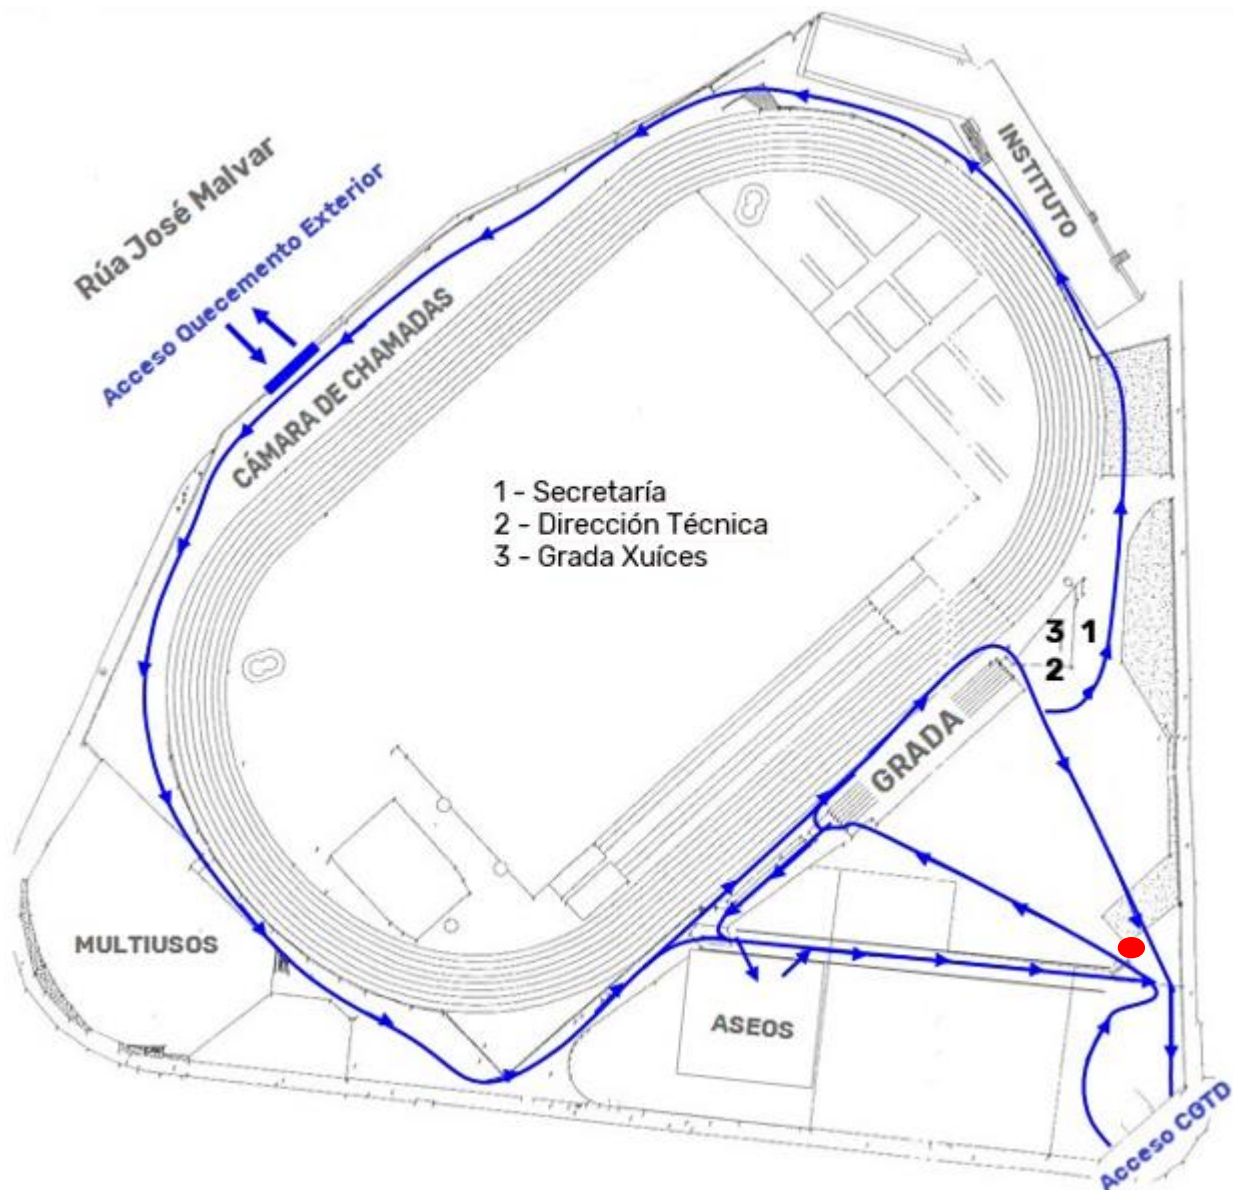 INSTITUTO
Rúa José Malvar
Acceso Quecemento Exterior
CÁMARA DE CHAMADAS
1 - Secretaría
2 - Dirección Técnica
3 - Grada Xuíces
3 1
2
GRADA
MULTIUSOS
ASEOS
Acceso CGTD